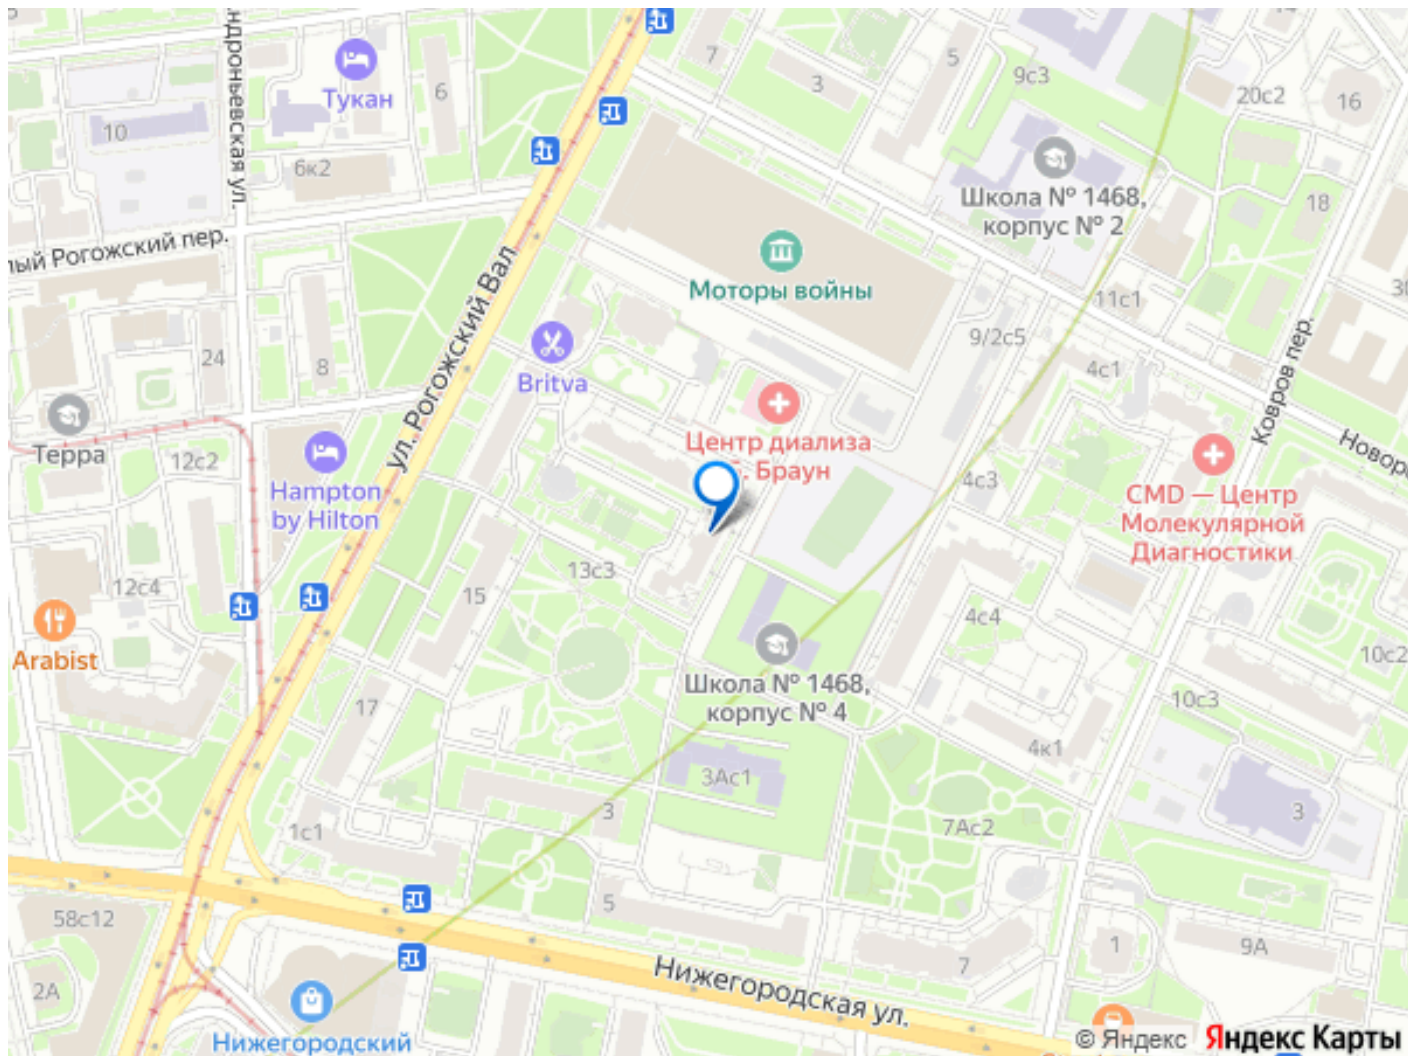 ул.
7
3
5
9с3
14
20с2
16
Тукан
6
10
6к2
Школа № 1468,
корпус № 2
18
Рогожский пер.
ул. Рогожский Вал
Моторы войны
11с1
9/2с5
4с1
Ковров пер.
24
8
Britva
Терра
12с2
Hampton
by Hilton
Центр диализа
Браун
4с3
CMD — Центр
Молекулярной
Диагностики
12с4
15
13с3
4с4
Arabist
Школа № 1468,
корпус № 4
10с2
10с3
17
4к1
3Ас1
3
3
1с1
7Ас2
58с12
5
7
1
9А
2А
Нижегородская ул.
Нижегородский
© Яндекс Яндекс Карты